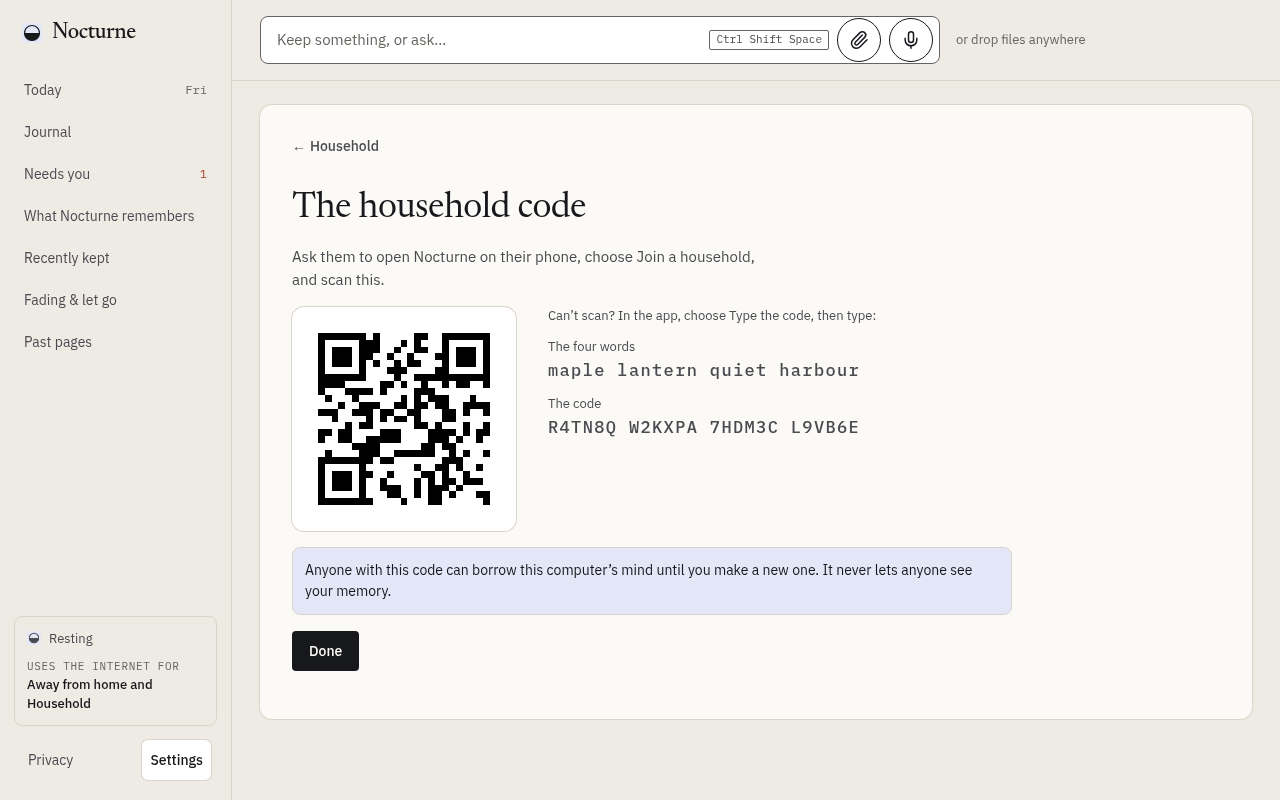 Nocturne
Keep something, or ask...
Ctrl Shift Space
or drop files anywhere
Today
Fri
Journal
Needs you
1
What Nocturne remembers
Recently kept
Fading & let go
Past pages
← Household
The household code
Ask them to open Nocturne on their phone, choose Join a household,
and scan this.
Can’t scan? In the app, choose Type the code, then type:
The four words
maple lantern quiet harbour
The code
R4TN8Q W2KXPA 7HDM3C L9VB6E
Anyone with this code can borrow this computer’s mind until you make a new one. It never lets anyone see
your memory.
Done
Resting
USES THE INTERNET FOR
Away from home and
Household
Privacy
Settings